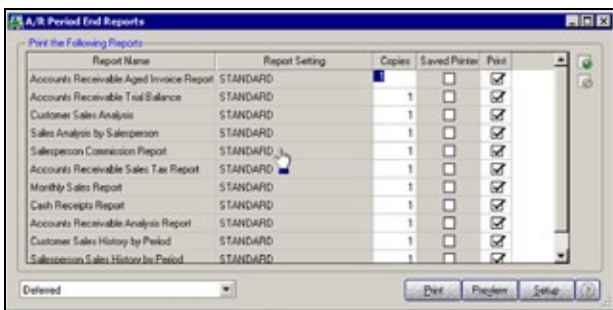 A/R Period End Reports
Print the Following Reports
Report Name Report Setting Copies Saved Printer Print
Accounts Receivable Aged Invoice Report STANDARD 1
Accounts Receivable Trial Balance STANDARD 1
Customer Sales Analysis STANDARD 1
Sales Analysis by Salesperson STANDARD 1
Salesperson Commission Report STANDARD 1
Accounts Receivable Sales Tax Report STANDARD 1
Monthly Sales Report STANDARD 1
Cash Receipts Report STANDARD 1
Accounts Receivable Analysis Report STANDARD 1
Customer Sales History by Period STANDARD 1
Salesperson Sales History by Period STANDARD 1
Deferred Print Preview Setup